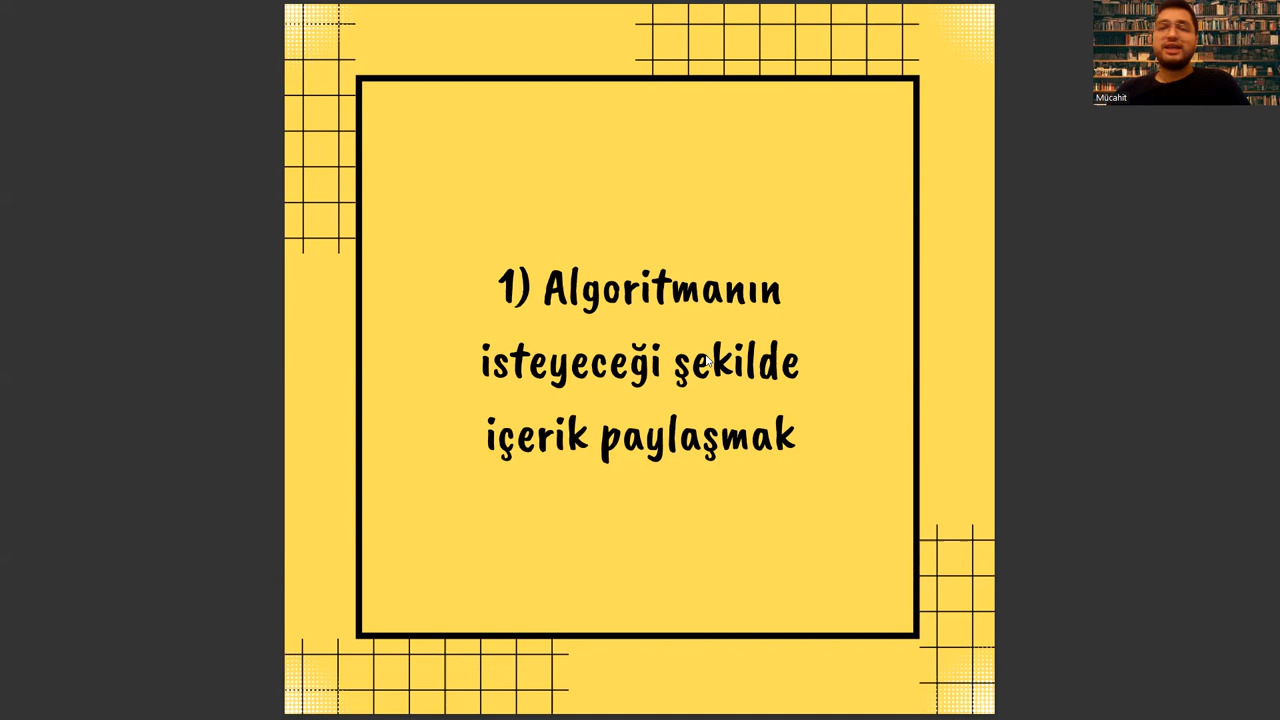 1) Algoritmanın
isteyeceği şekilde
içerik paylaşmak
Mücahit